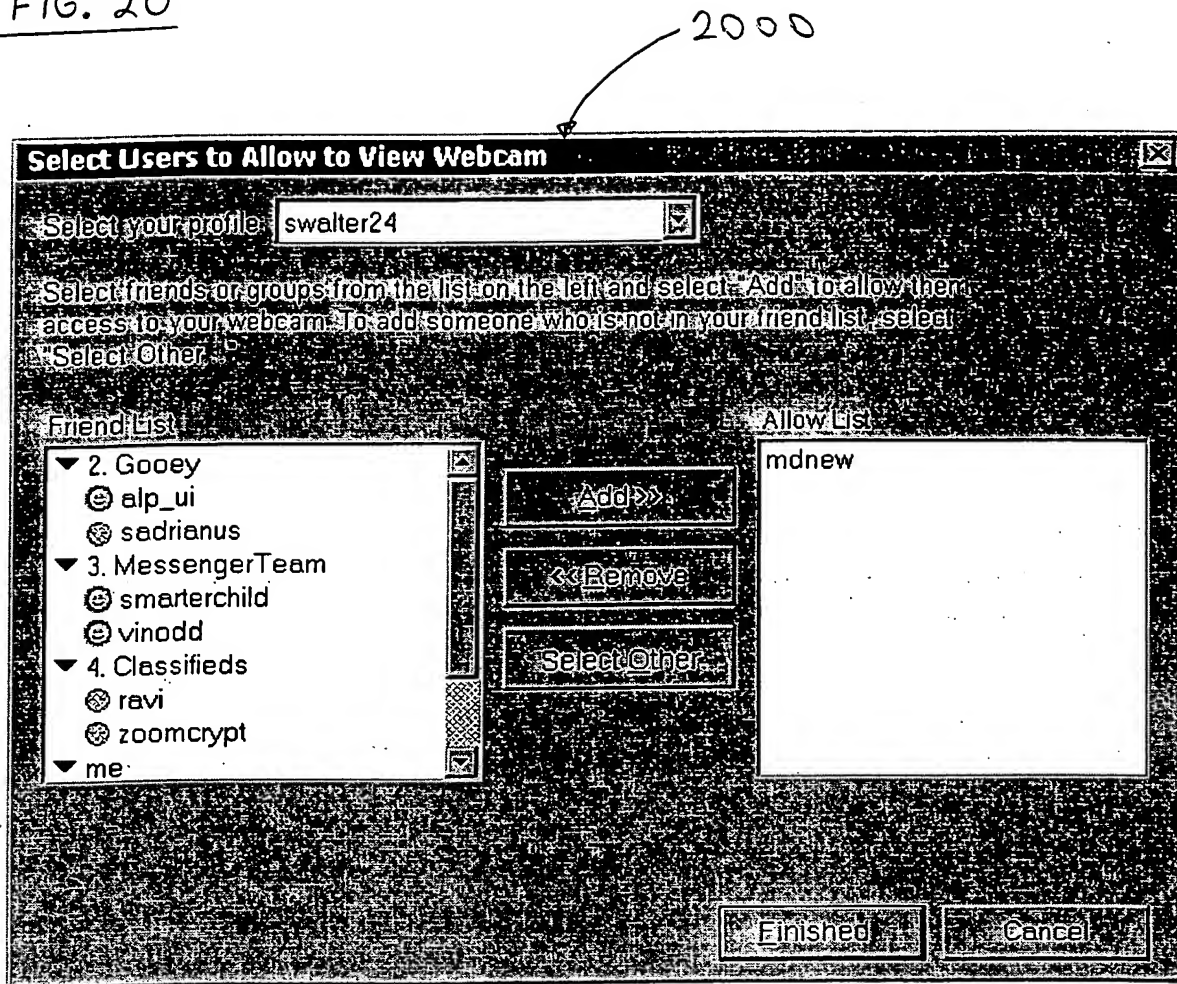 FIG. 20
2000
Select Users to Allow to View Webcam
Select your profile: swalter24
Select friends or groups from the list on the left and select "Add" to allow them
access to your webcam. To add someone who is not in your friend list, select
"Select Other
Friend List
Allow List
2. Gooey
alp_ui
sadrianus
3. MessengerTeam
smarterchild
vinodd
4. Classifieds
ravi
zoomcrypt
me
Add>>
<<Remove
Select Other..
mdnew
Finished
Cancel